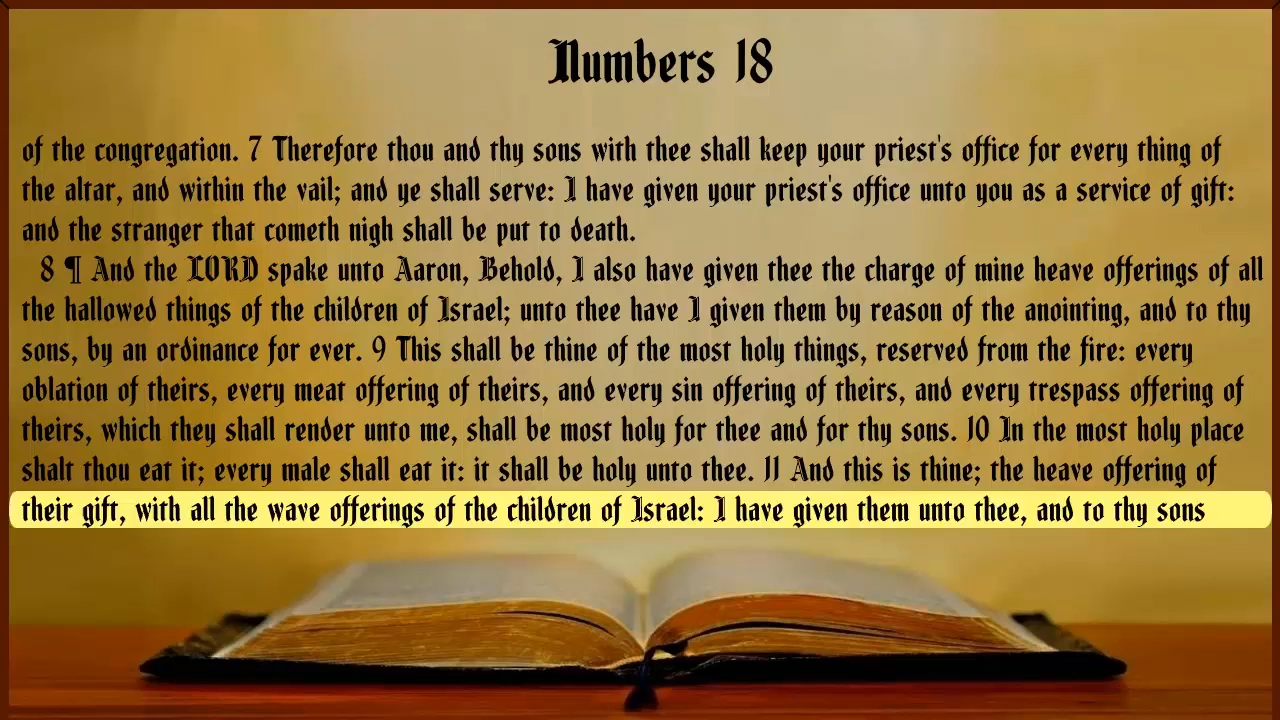 Numbers 18
of the congregation. 7 Therefore thou and thy sons with thee shall keep your priest's office for every thing of
the altar, and within the vail; and ye shall serve: I have given your priest's office unto you as a service of gift:
and the stranger that cometh nigh shall be put to death.
8 ¶ And the LORD spake unto Aaron, Behold, I also have given thee the charge of mine heave offerings of all
the hallowed things of the children of Israel; unto thee have I given them by reason of the anointing, and to thy
sons, by an ordinance for ever. 9 This shall be thine of the most holy things, reserved from the fire: every
oblation of theirs, every meat offering of theirs, and every sin offering of theirs, and every trespass offering of
theirs, which they shall render unto me, shall be most holy for thee and for thy sons. 10 In the most holy place
shalt thou eat it; every male shall eat it: it shall be holy unto thee. 11 And this is thine; the heave offering of
their gift, with all the wave offerings of the children of Israel: I have given them unto thee, and to thy sons